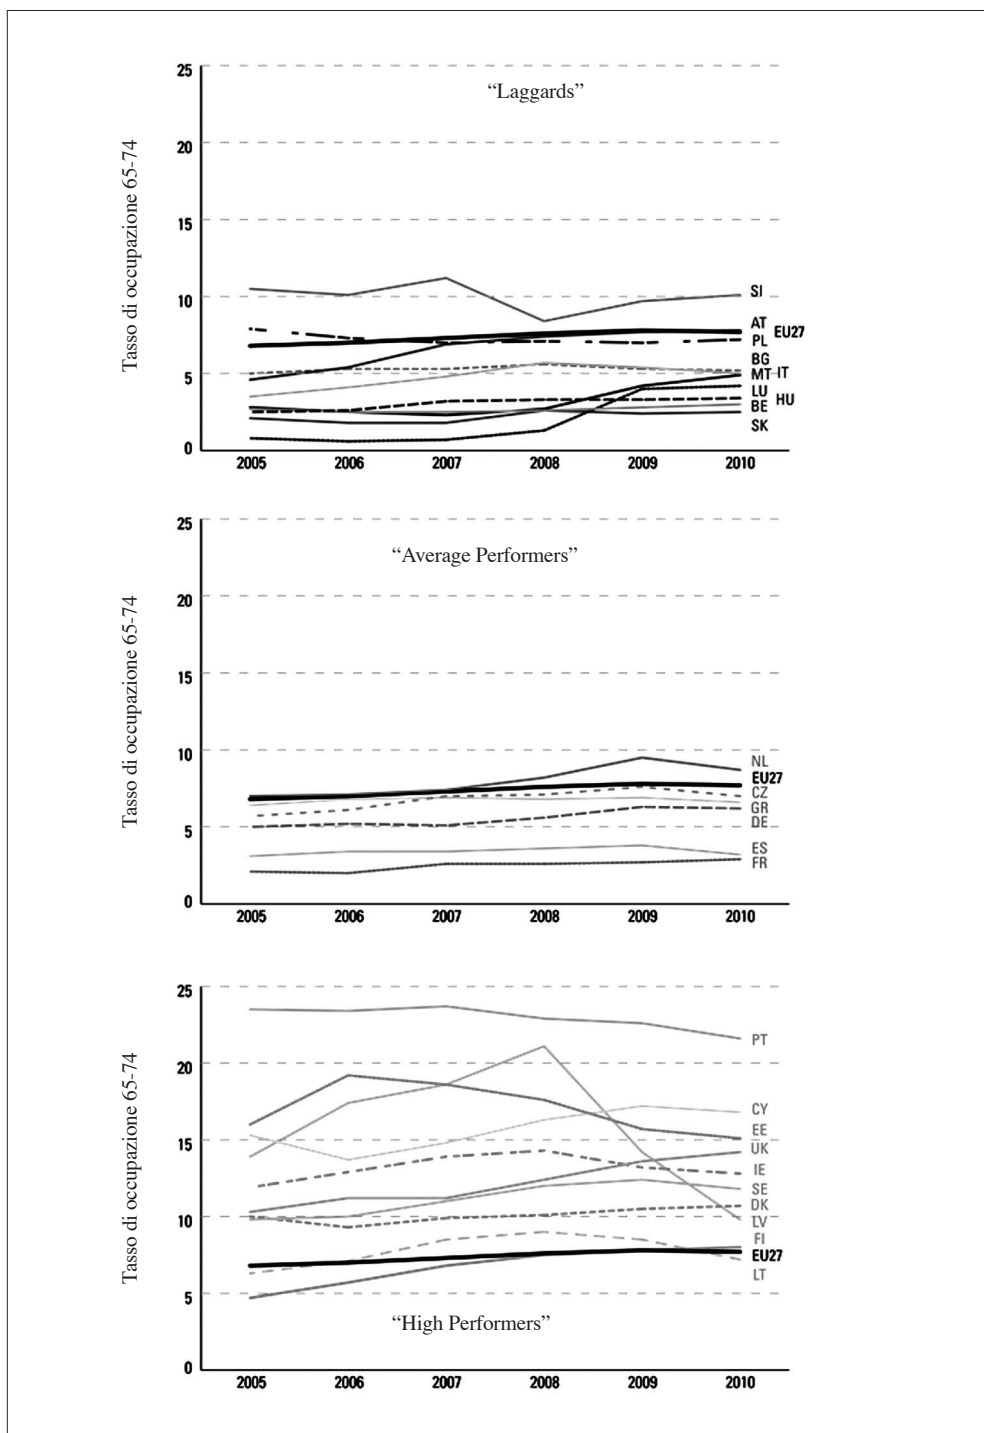 “Laggards”
Tasso di occupazione 65-74
25
20
15
10
5
0
SI
AT
EU27
PL
BG
MT IT
LU
HU
BE
SK
2005 2006 2007 2008 2009 2010
“Average Performers”
Tasso di occupazione 65-74
25
20
15
10
5
0
NL
EU27
CZ
GR
DE
ES
FR
2005 2006 2007 2008 2009 2010
Tasso di occupazione 65-74
25
20
15
10
5
0
PT
CY
EE
UK
IE
SE
DK
LV
FI
EU27
LT
“High Performers”
2005 2006 2007 2008 2009 2010